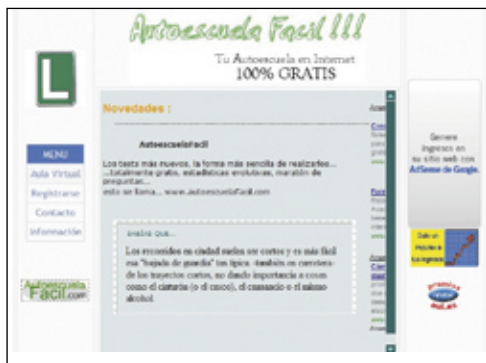 Autoescuela Facil !!!
Tu Autoescuela en Internet
100% GRATIS
L
Novedades :
AutoescuelaFacil
Los tests más nuevos, la forma más sencilla de realizarlos...
...totalmente gratis, estadísticas evolutivas, maratón de
preguntas...
esto se llama... www.autoescuelafacil.com
MENU
Aula Virtual
Registrarse
Contacto
Información
Autoescuela
Facil.com
SABÍAS QUE...
Los recorridos en ciudad suelen ser cortos y es más fácil
esa "bajada de guardia" tan típica -también en carretera-
de los trayectos cortos, no dando importancia a cosas
como el cinturón (o el casco), el cansancio o el mismo
alcohol.
Genere
ingresos en
su sitio web con
AdSense de Google.
premios